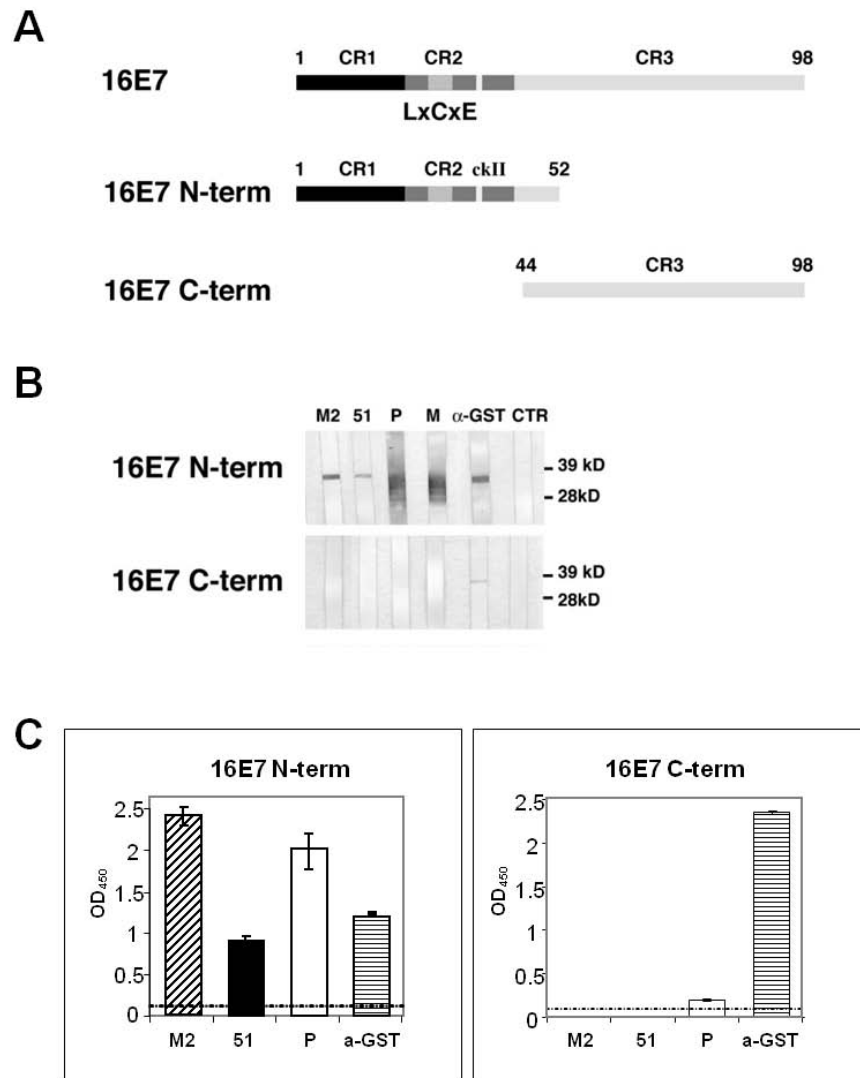 A
1 CR1 CR2 CR3 98
16E7
LxCxE
1 CR1 CR2 ckII 52
16E7 N-term
44 CR3 98
16E7 C-term
B
M2 51 P M α-GST CTR
16E7 N-term
39 kD
28kD
16E7 C-term
39 kD
28kD
C
16E7 N-term
2.5
2
1.5
1
0.5
0
OD450
M2 51 P a-GST
16E7 C-term
2.5
2
1.5
1
0.5
0
OD450
M2 51 P a-GST